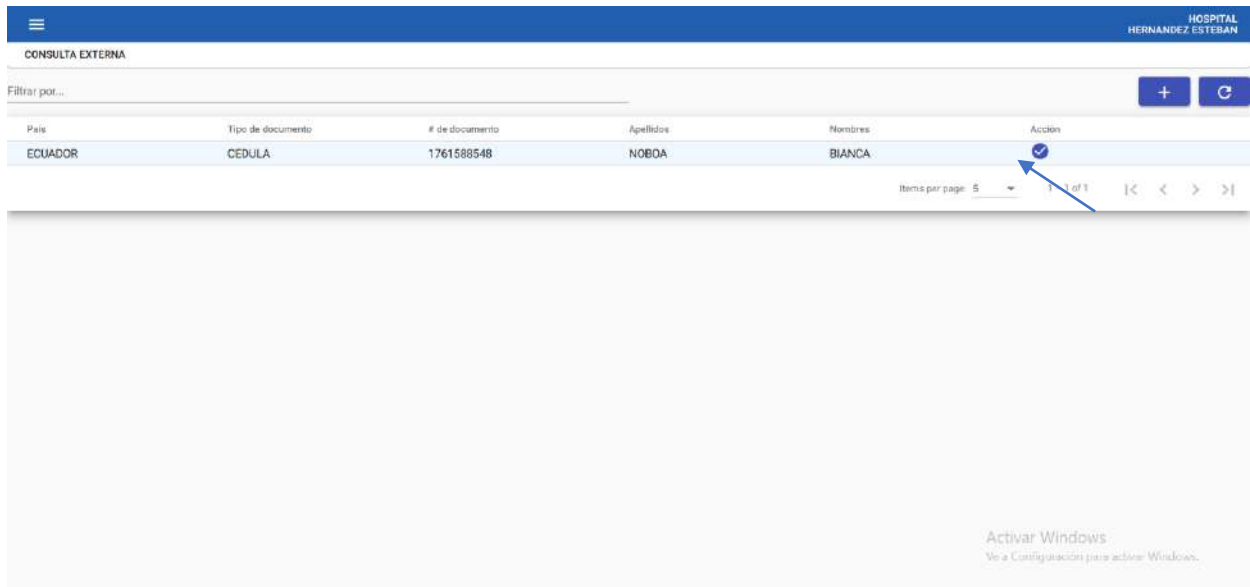 HOSPITAL
HERNANDEZ ESTEBAN
CONSULTA EXTERNA
Filtrar por...
País Tipo de documento # de documento Apellidos Nombres Acción
ECUADOR CEDULA 1761588548 NOBOA BIANCA
Items per page: 5 1 – 1 of 1
Activar Windows
Ve a Configuración para activar Windows.